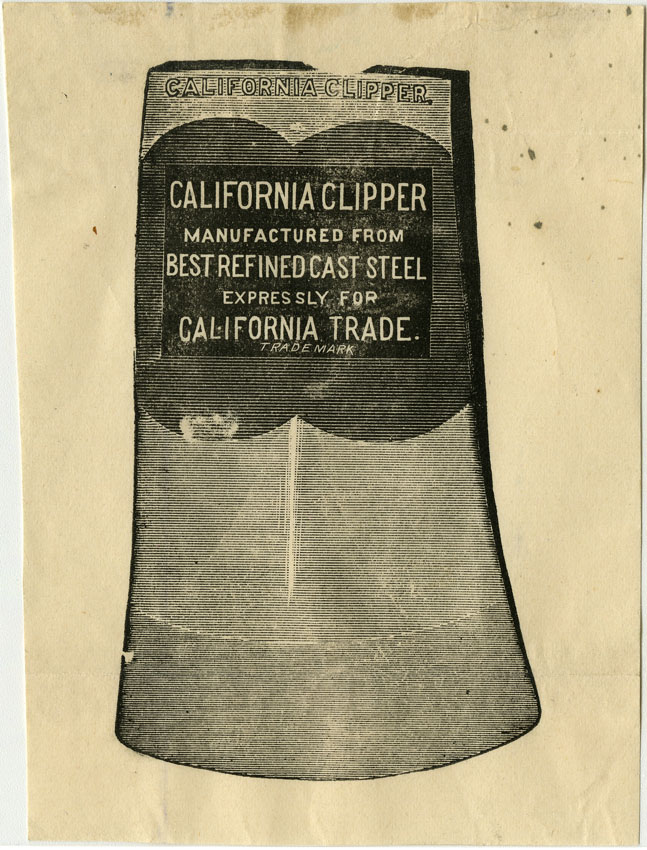 CALIFORNIA CLIPPER.
CALIFORNIA CLIPPER
MANUFACTURED FROM
BEST REFINED CAST STEEL
EXPRESSLY FOR
CALIFORNIA TRADE.
TRADE MARK